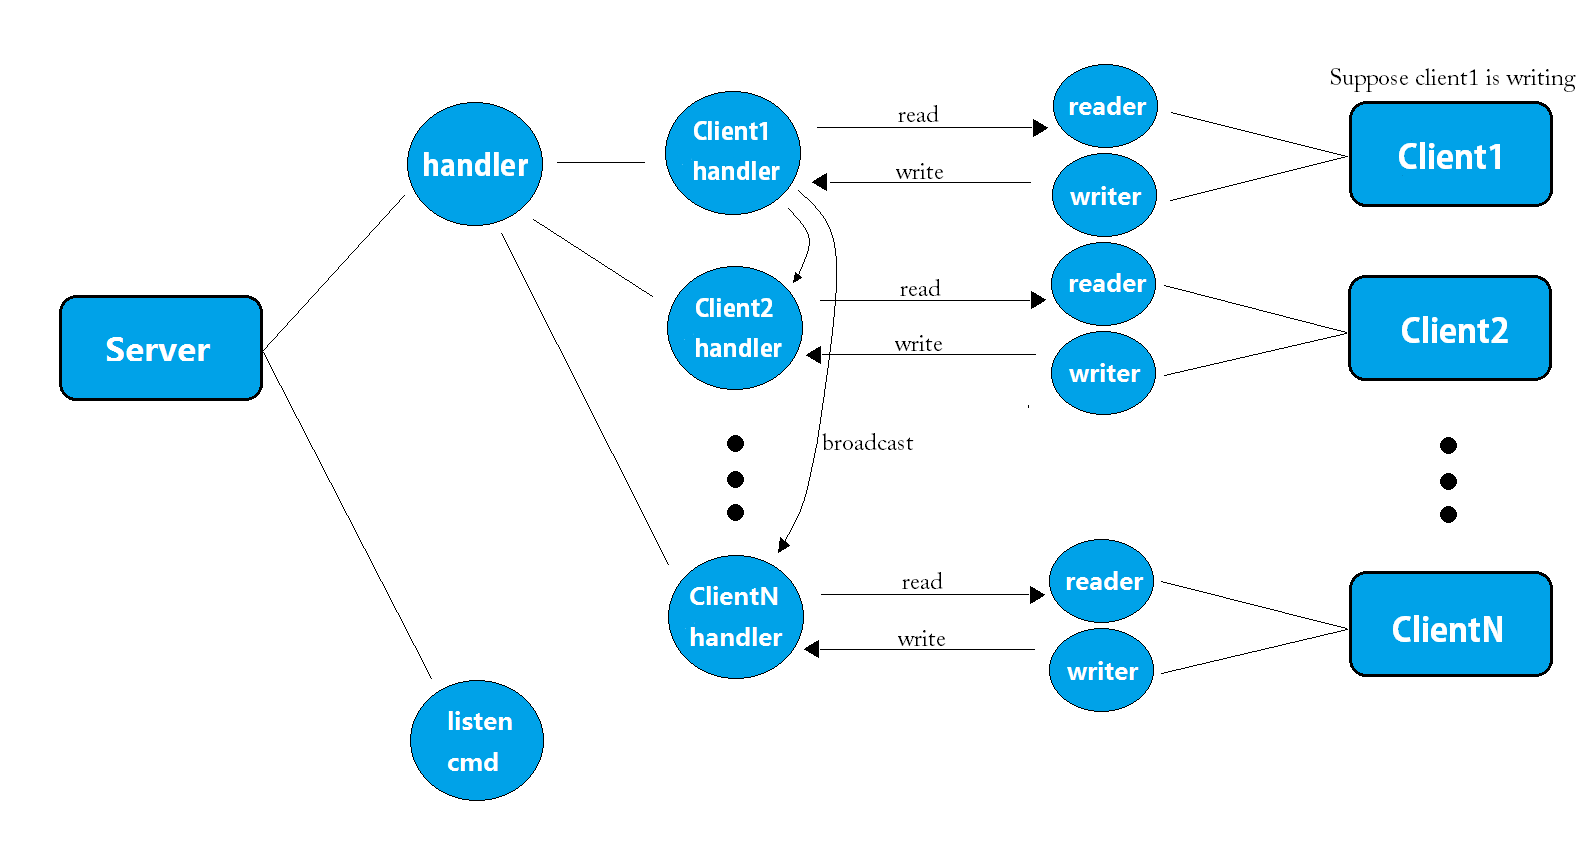 Suppose client1 is writing
Server
handler
listen
cmd
Client1
handler
read
write
reader
writer
Client1
Client2
handler
read
write
reader
writer
Client2
broadcast
ClientN
handler
read
write
reader
writer
ClientN